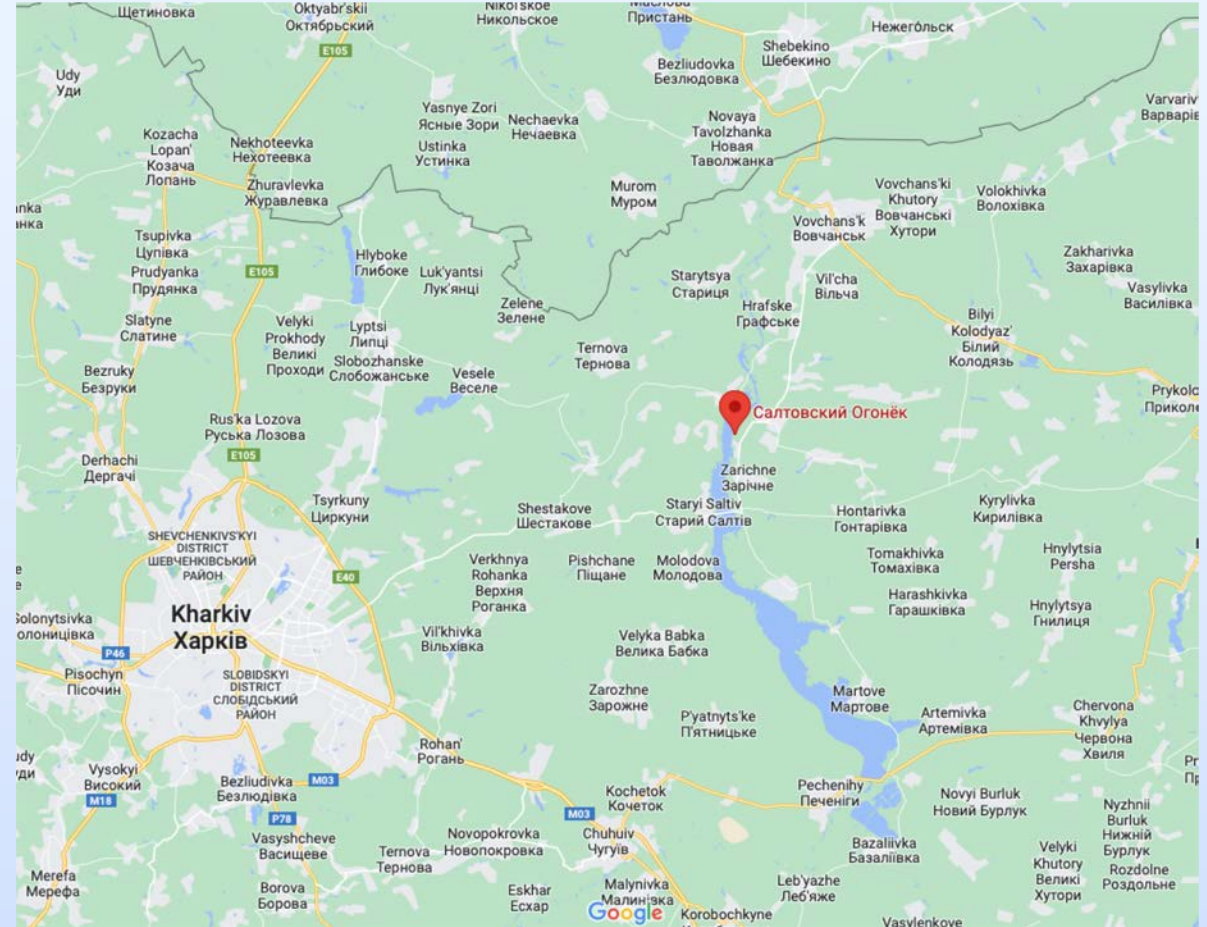 Щетиновка
Oktyabr'skii
Октябрьский
Nikol'skoe
Никольское
Пристань
Нежегольск
E105
Shebekino
Шебекино
Bezliudovka
Безлюдовка
Udy
Уди
Yasnye Zori
Ясные Зори
Nechaevka
Нечаевка
Ustinka
Устинка
Novaya
Tavolzhanka
Новая
Таволжанка
Kozacha
Lopan'
Козача
Лопань
Nekhoteevka
Нехотеевка
Zhuravlevka
Журавлевка
Murom
Муром
Vovchans'ki
Khutory
Вовчанські
Хутори
Volokhivka
Волохівка
Vovchans'k
Вовчанськ
Tsupivka
Цупівка
Prudyanka
Прудянка
E105
Hlyboke
Глибоке
Luk'yantsi
Лук'янці
Starytsya
Стариця
Vil'cha
Вільча
Zakharivka
Захарівка
Vasylivka
Василівка
Zelene
Зелене
Hrafske
Графське
Slatyne
Слатине
Velyki
Prokhody
Великі
Проходи
Lyptsi
Липці
Slobozhanske
Слобожанське
Bilyi
Kolodyaz'
Білий
Колодязь
Ternova
Тернова
Bezruky
Безруки
Vesele
Веселе
Rus'ka Lozova
Руська Лозова
Салтовский Огонёк
E105
Derhachi
Дергачі
Zarichne
Зарічне
Tsyrkuny
Циркуни
Shestakove
Шестакове
Staryi Saltiv
Старий Салтів
Hontarivka
Гонтарівка
Kyrylivka
Кирилівка
SHEVCHENKIVS'KYI
DISTRICT
ШЕВЧЕНКІВСЬКИЙ
РАЙОН
Verkhnya
Rohanka
Верхня
Роганка
Pishchane
Піщане
Molodova
Молодова
Tomakhivka
Томахівка
Hnylytsia
Persha
E40
Harashkivka
Гарашківка
Hnylytsya
Гнилиця
Kharkiv
Харків
Vil'khivka
Вільхівка
Velyka Babka
Велика Бабка
P46
Pisochyn
Пісочин
SLOBIDSKYI
DISTRICT
СЛОБІДСЬКИЙ
РАЙОН
Zarozhne
Зарожне
P'yatnyts'ke
П'ятницьке
Martove
Мартове
Artemivka
Артемівка
Chervona
Khvylya
Червона
Хвиля
Rohan'
Рогань
Vysokyi
Високий
M18
Bezliudivka
Безлюдівка
M03
Kochetok
Кочеток
Pechenihy
Печеніги
Novyi Burluk
Новий Бурлук
Nyzhnii
Burluk
Нижній
Бурлук
P78
M03
Vasyshcheve
Васищеве
Ternova
Тернова
Novopokrovka
Новопокровка
Chuhuiv
Чугуїв
Bazaliivka
Базаліївка
Velyki
Khutory
Великі
Хутори
Rozdolne
Роздольне
Merefa
Мерефа
Borova
Борова
Eskhar
Есхар
Malynivka
Малинівка
Leb'yazhe
Леб'яже
Google
Korobochkyne
Vasylenkove